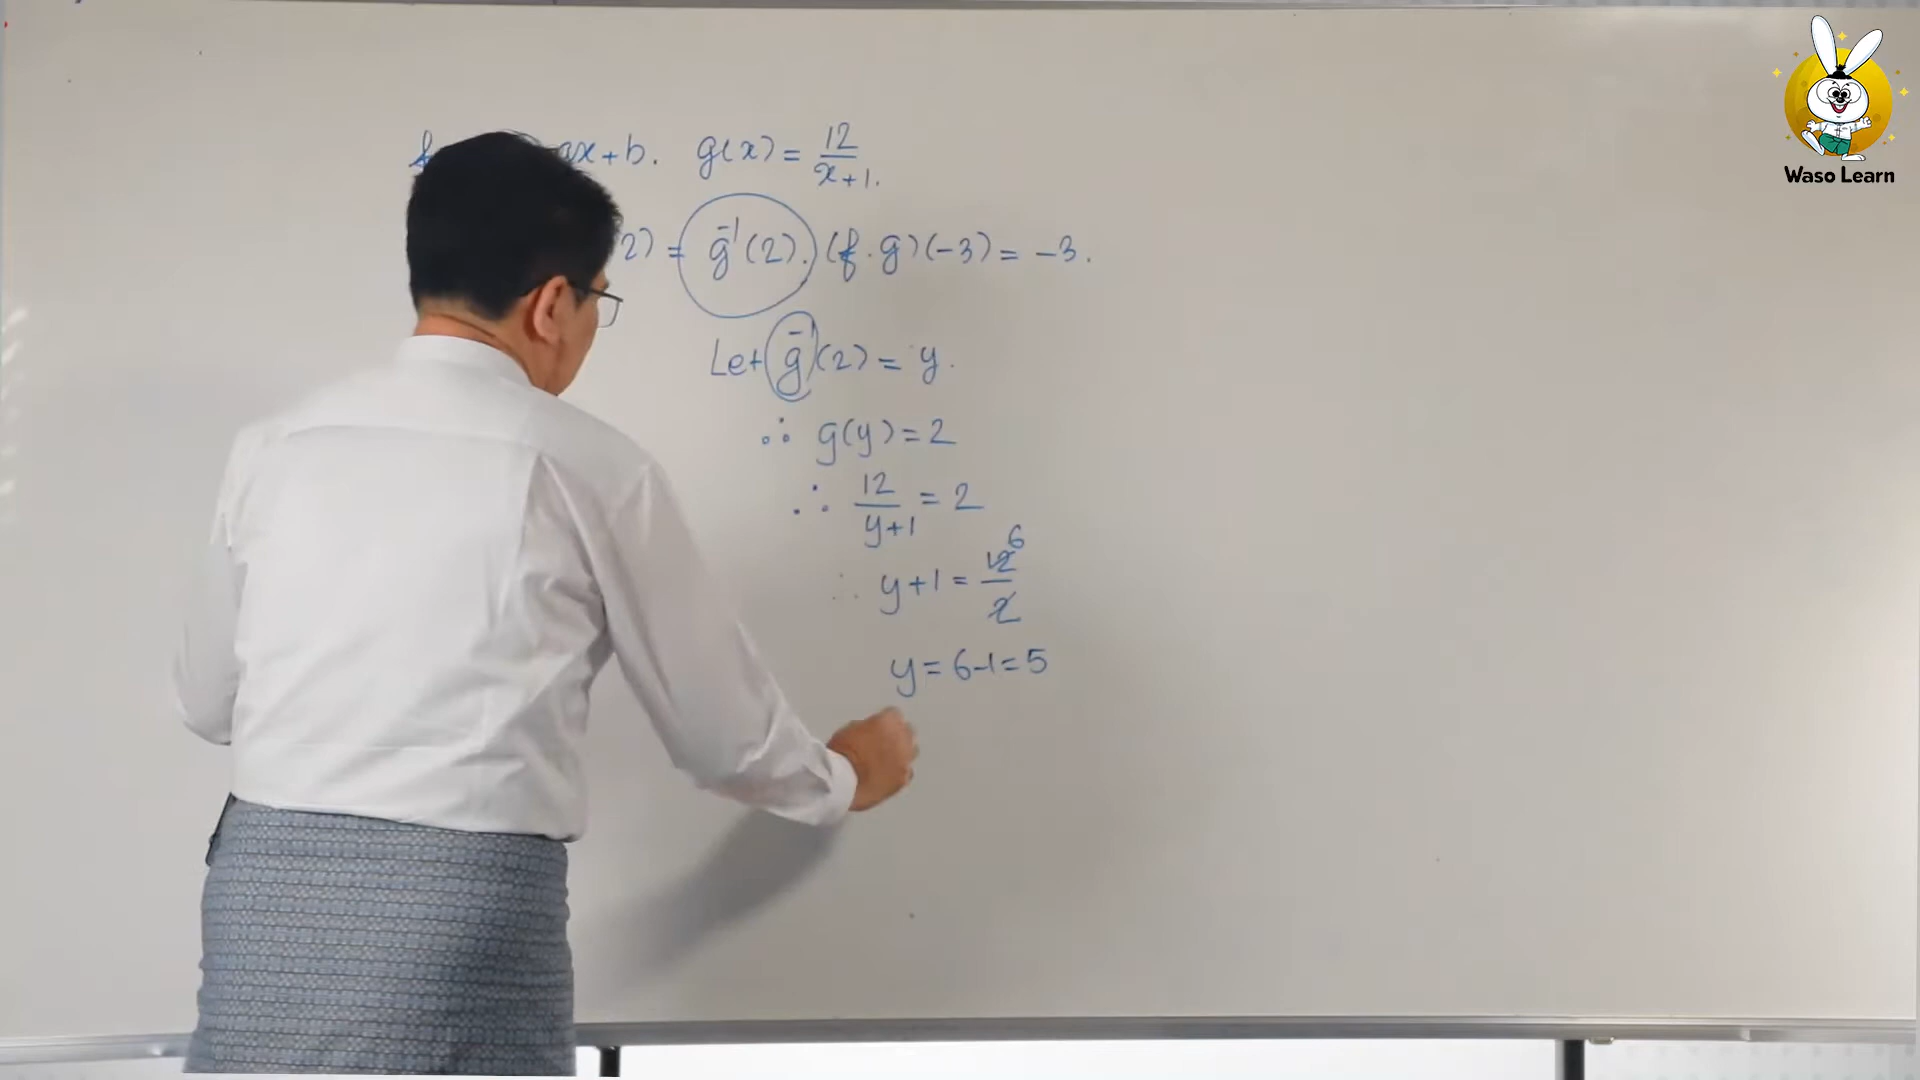 ax+b. g(x) = 12/x+1.
2) = g⁻¹(2). (f·g)(-3) = -3.
Let g⁻¹(2) = y.
∴ g(y) = 2
∴ 12/y+1 = 2
∴ y+1 = 12/2 6
y = 6-1 = 5
Waso Learn